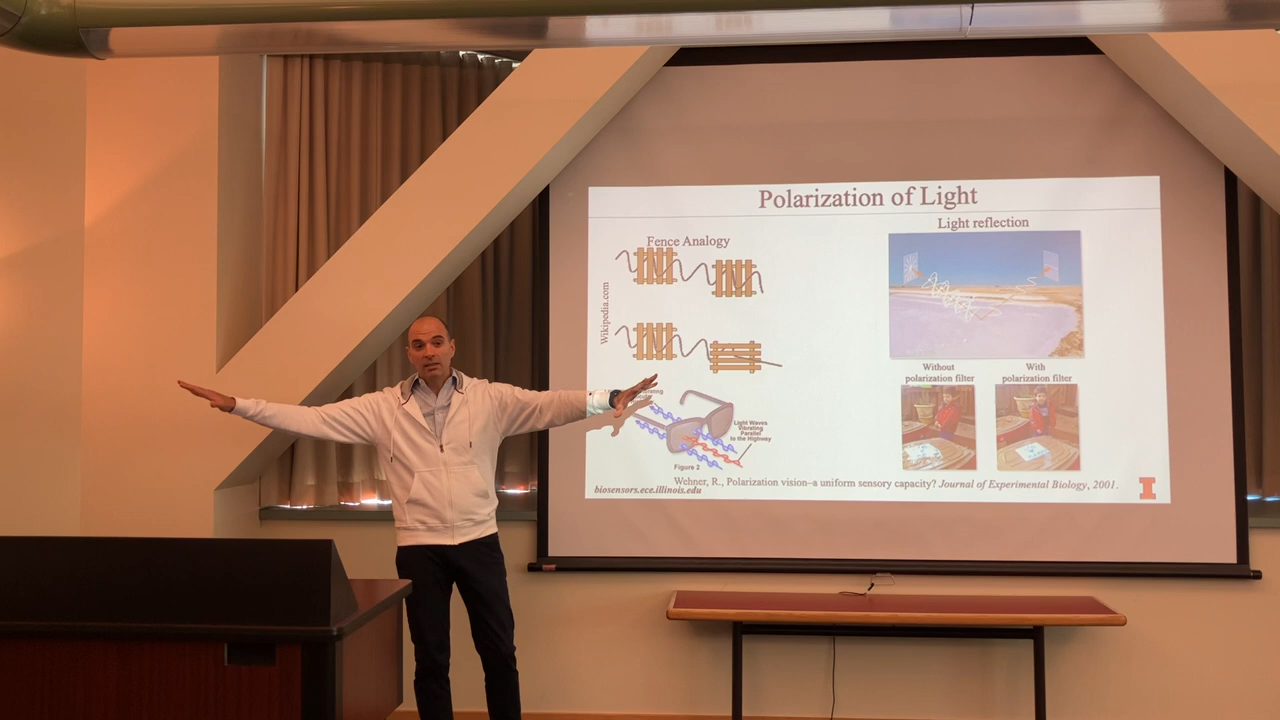 Polarization of Light
Fence Analogy
Wikipedia.com
Light Waves
Vibrating
Parallel
to the Highway
Figure 2
Light reflection
Without
polarization filter
With
polarization filter
Wehner, R., Polarization vision–a uniform sensory capacity? Journal of Experimental Biology, 2001.
biosensors.ece.illinois.edu
I